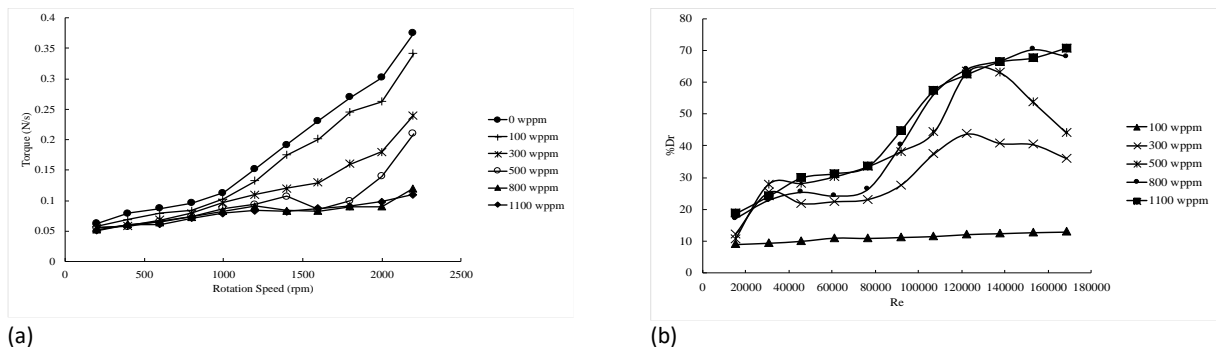 0.4
0.35
0.3
0.25
0.2
0.15
0.1
0.05
0
Torque (N/s)
0 500 1000 1500 2000 2500
Rotation Speed (rpm)
0 wppm
100 wppm
300 wppm
500 wppm
800 wppm
1100 wppm
(a)
80
70
60
50
40
30
20
10
0
%Dr
0 20000 40000 60000 80000 100000 120000 140000 160000 180000
Re
100 wppm
300 wppm
500 wppm
800 wppm
1100 wppm
(b)